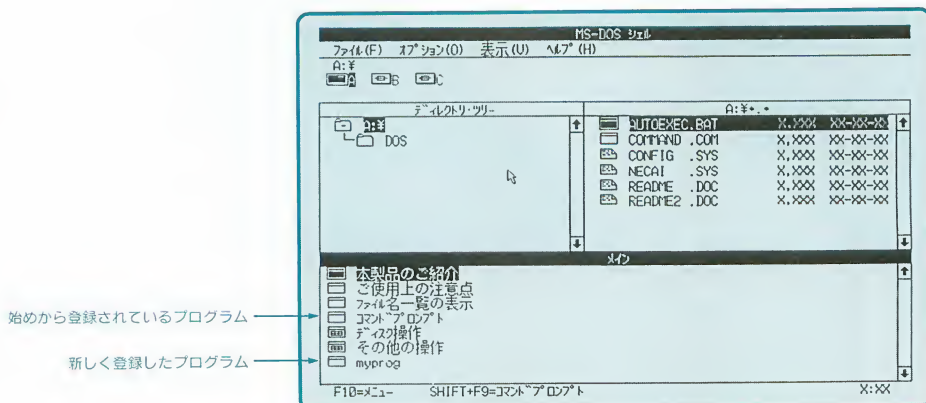 MS-DOS シェル
ファイル(F) オプション(O) 表示(U) ヘルプ(H)
A:¥
A B C
ディレクトリ・ツリー
A:¥
DOS
A:¥*.*
AUTOEXEC.BAT X,XXX XX-XX-XX
COMMAND .COM X,XXX XX-XX-XX
CONFIG .SYS X,XXX XX-XX-XX
NECAI .SYS X,XXX XX-XX-XX
README .DOC X,XXX XX-XX-XX
README2 .DOC X,XXX XX-XX-XX
メイン
本製品のご紹介
ご使用上の注意点
ファイル名一覧の表示
コマンドプロンプト
ディスク操作
その他の操作
myprog
F10=メニュー SHIFT+F9=コマンドプロンプト X:XX
始めから登録されているプログラム
新しく登録したプログラム